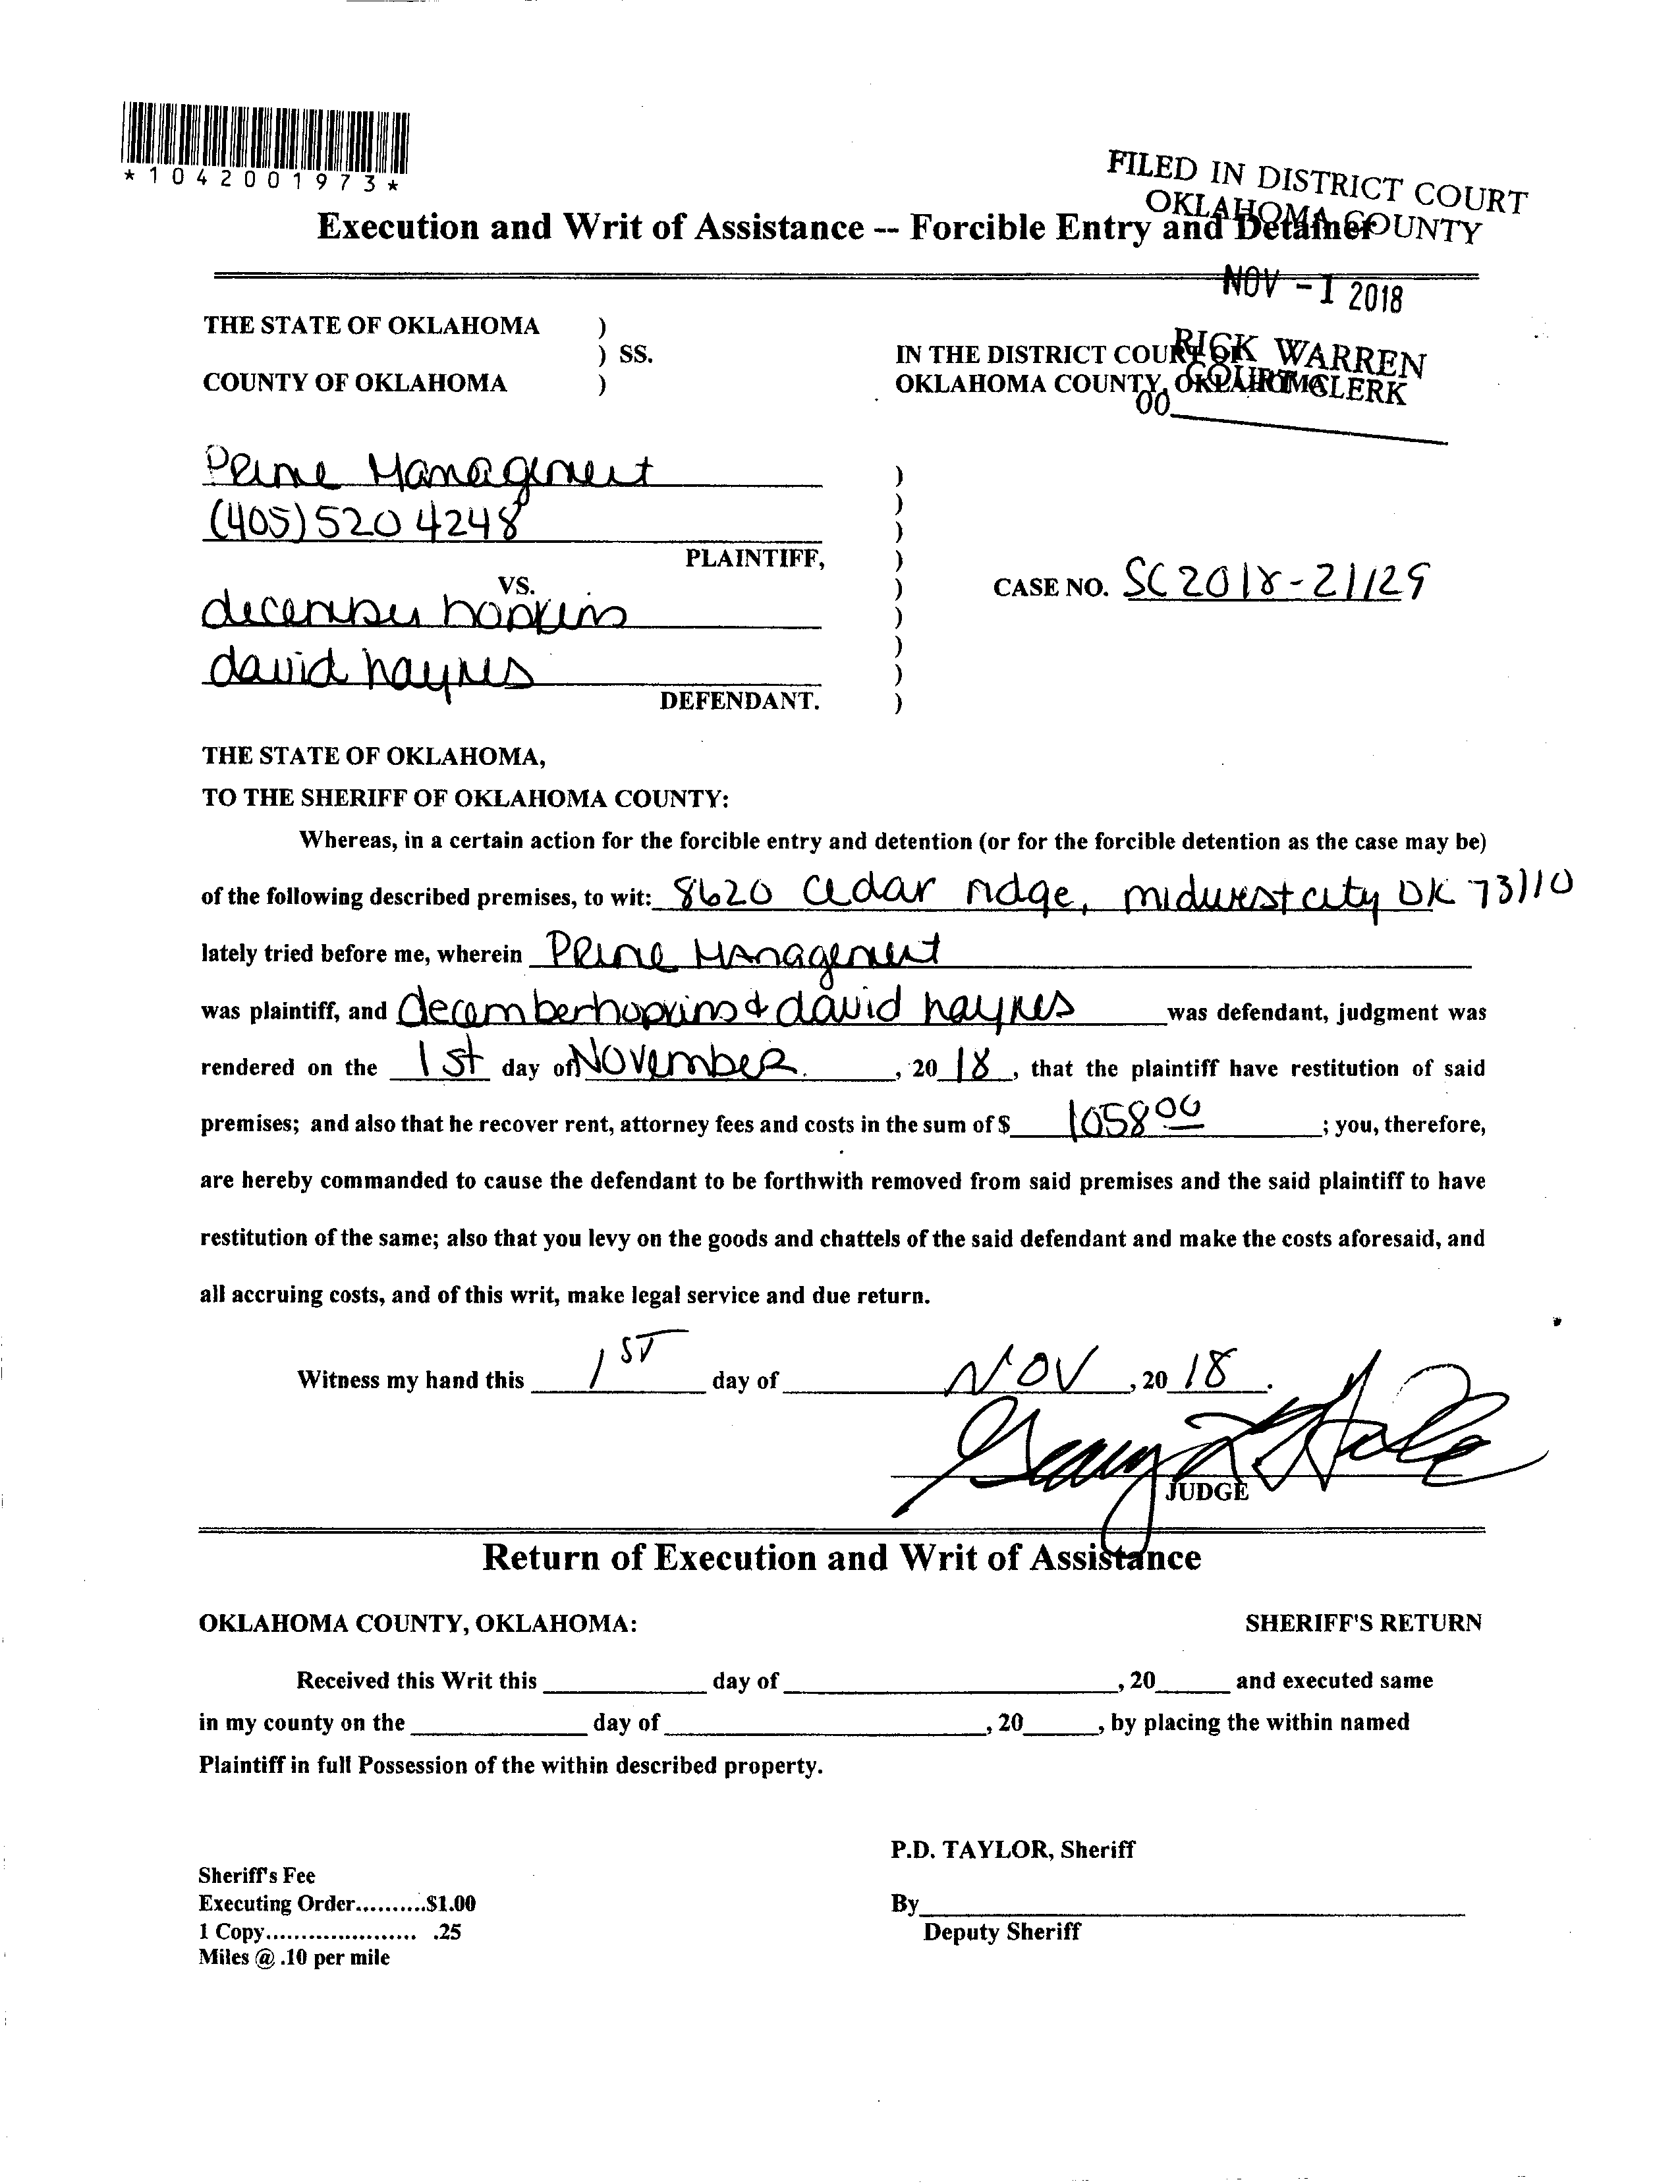 *1042001973*
FILED IN DISTRICT COURT
OKLAHOMA COUNTY
Execution and Writ of Assistance -- Forcible Entry and Detainer
NOV -1 2018
THE STATE OF OKLAHOMA )
) SS.
COUNTY OF OKLAHOMA )
IN THE DISTRICT COURT OF
OKLAHOMA COUNTY, OKLAHOMA
RICK WARREN
COURT CLERK
00
Prime Management )
(405)520 4248 )
PLAINTIFF, )
VS. )
CASE NO. SC 2018-21129
december hopkins )
david haynes )
DEFENDANT. )
THE STATE OF OKLAHOMA,
TO THE SHERIFF OF OKLAHOMA COUNTY:
Whereas, in a certain action for the forcible entry and detention (or for the forcible detention as the case may be)
of the following described premises, to wit: 8620 cedar ridge, midwest city OK 73110
lately tried before me, wherein Prime Management
was plaintiff, and december hopkins & david haynes was defendant, judgment was
rendered on the 1st day of November, 2018, that the plaintiff have restitution of said
premises; and also that he recover rent, attorney fees and costs in the sum of $ 1058 00 ; you, therefore,
are hereby commanded to cause the defendant to be forthwith removed from said premises and the said plaintiff to have
restitution of the same; also that you levy on the goods and chattels of the said defendant and make the costs aforesaid, and
all accruing costs, and of this writ, make legal service and due return.
Witness my hand this 1ST day of NOV, 2018.
JUDGE
Return of Execution and Writ of Assistance
OKLAHOMA COUNTY, OKLAHOMA: SHERIFF'S RETURN
Received this Writ this ____ day of ____, 20____ and executed same
in my county on the ____ day of ____, 20____, by placing the within named
Plaintiff in full Possession of the within described property.
P.D. TAYLOR, Sheriff
Sheriff's Fee
Executing Order..........$1.00
By____
1 Copy..................... .25
Deputy Sheriff
Miles @ .10 per mile